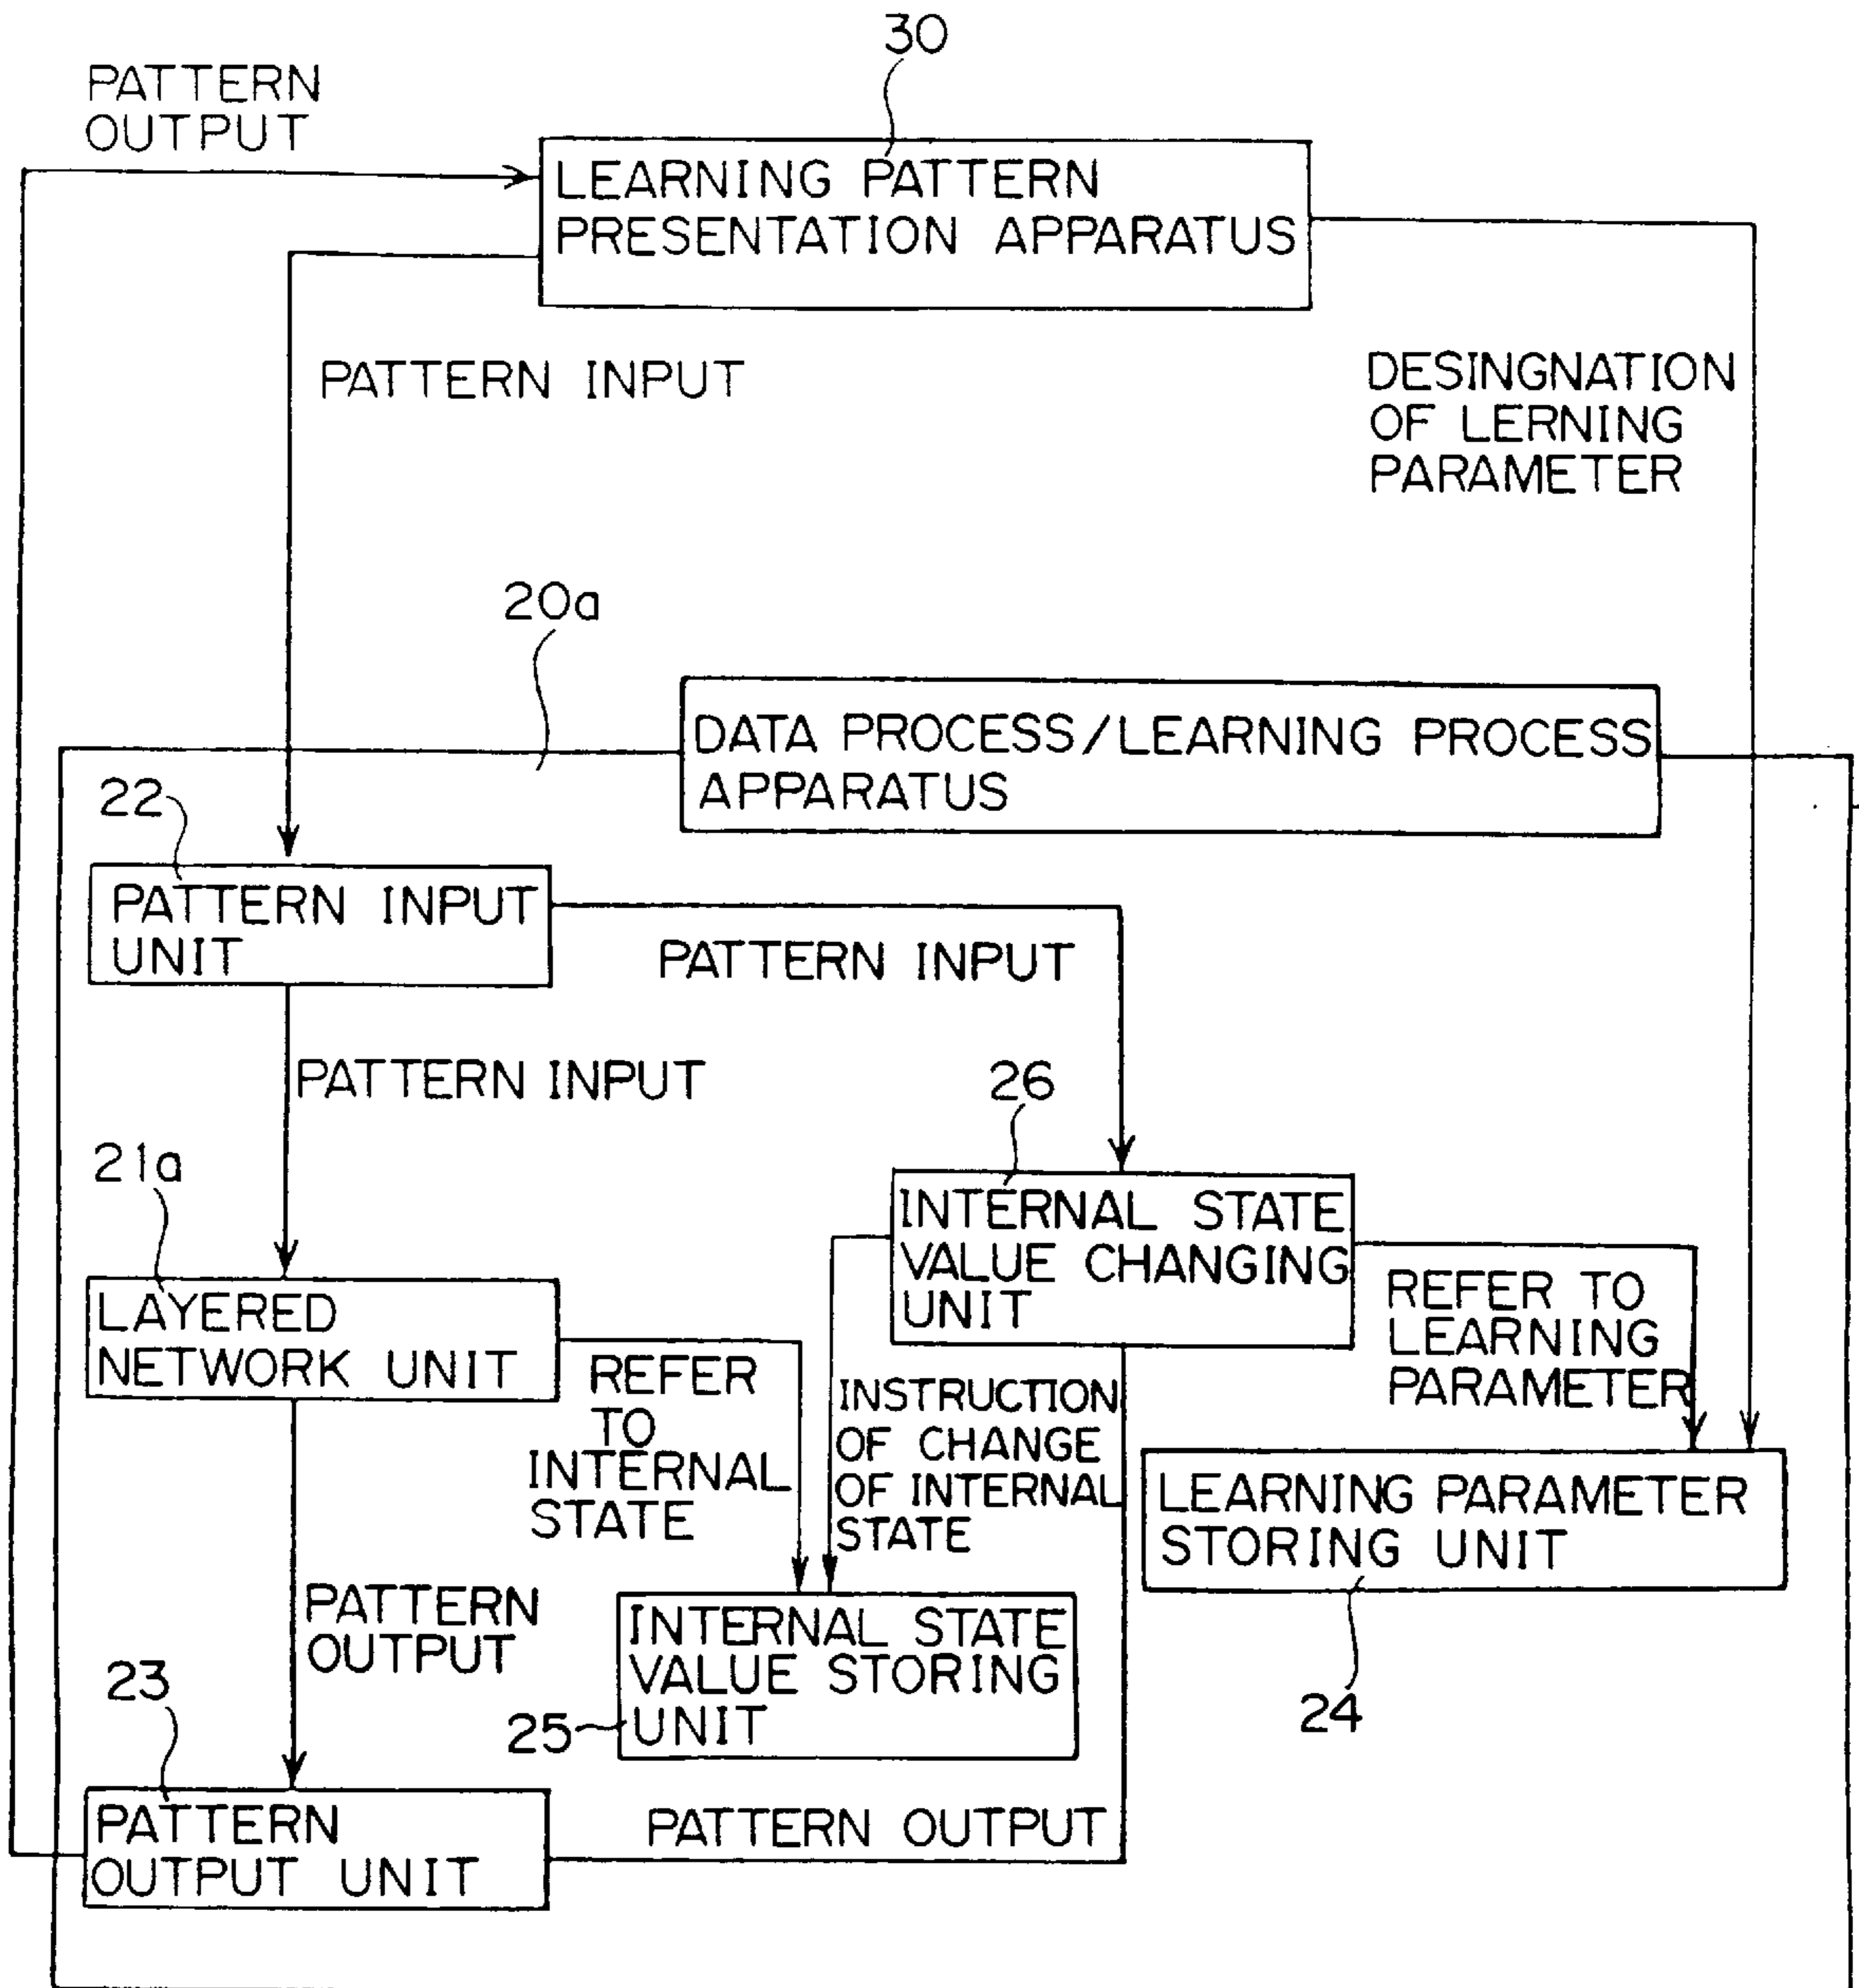 30
PATTERN
OUTPUT
LEARNING PATTERN
PRESENTATION APPARATUS
PATTERN INPUT
DESINGNATION
OF LERNING
PARAMETER
20a
DATA PROCESS/LEARNING PROCESS
APPARATUS
22
PATTERN INPUT
UNIT
PATTERN INPUT
PATTERN INPUT
26
21a
INTERNAL STATE
VALUE CHANGING
UNIT
LAYERED
NETWORK UNIT
REFER TO
LEARNING
PARAMETER
REFER
TO
INTERNAL
STATE
INSTRUCTION
OF CHANGE
OF INTERNAL
STATE
LEARNING PARAMETER
STORING UNIT
24
PATTERN
OUTPUT
INTERNAL STATE
VALUE STORING
UNIT
25
23
PATTERN
OUTPUT UNIT
PATTERN OUTPUT